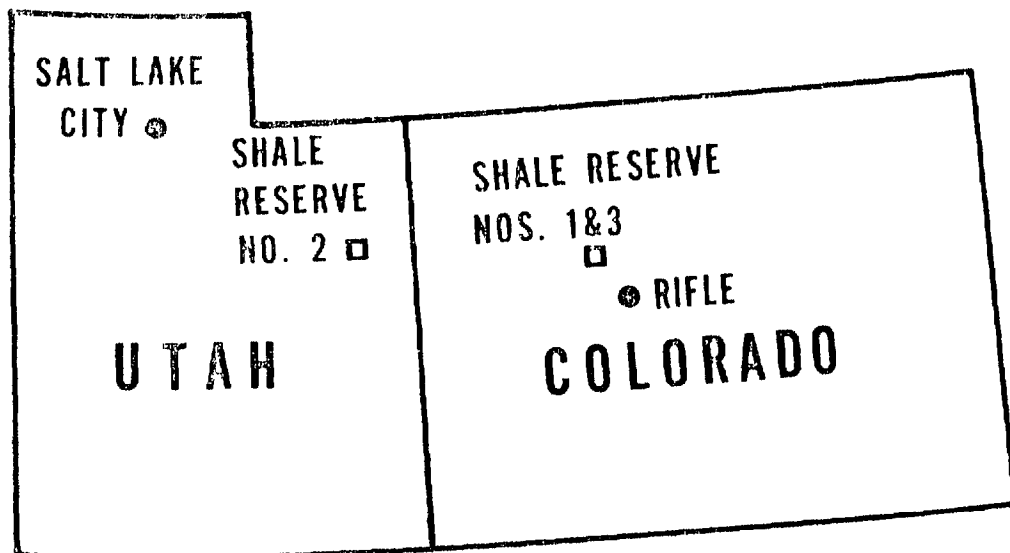 SALT LAKE
CITY
SHALE
RESERVE
NO. 2
UTAH
SHALE RESERVE
NOS. 1&3
RIFLE
COLORADO